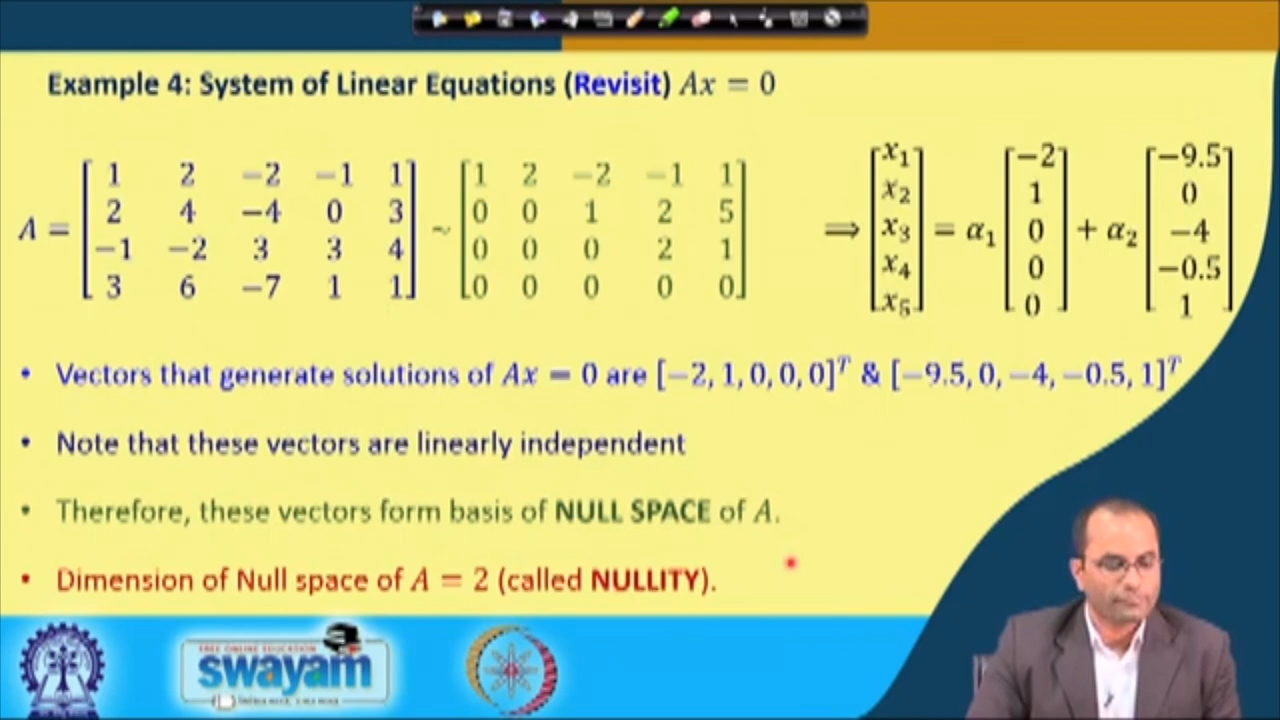 Example 4: System of Linear Equations (Revisit) Ax = 0
A = [1 2 −2 −1 1; 2 4 −4 0 3; −1 −2 3 3 4; 3 6 −7 1 1] ~ [1 2 −2 −1 1; 0 0 1 2 5; 0 0 0 2 1; 0 0 0 0 0] ⟹ [x₁; x₂; x₃; x₄; x₅] = α₁ [−2; 1; 0; 0; 0] + α₂ [−9.5; 0; −4; −0.5; 1]
• Vectors that generate solutions of Ax = 0 are [−2, 1, 0, 0, 0]ᵀ & [−9.5, 0, −4, −0.5, 1]ᵀ
• Note that these vectors are linearly independent
• Therefore, these vectors form basis of NULL SPACE of A.
• Dimension of Null space of A = 2 (called NULLITY).
FREE ONLINE EDUCATION
swayam